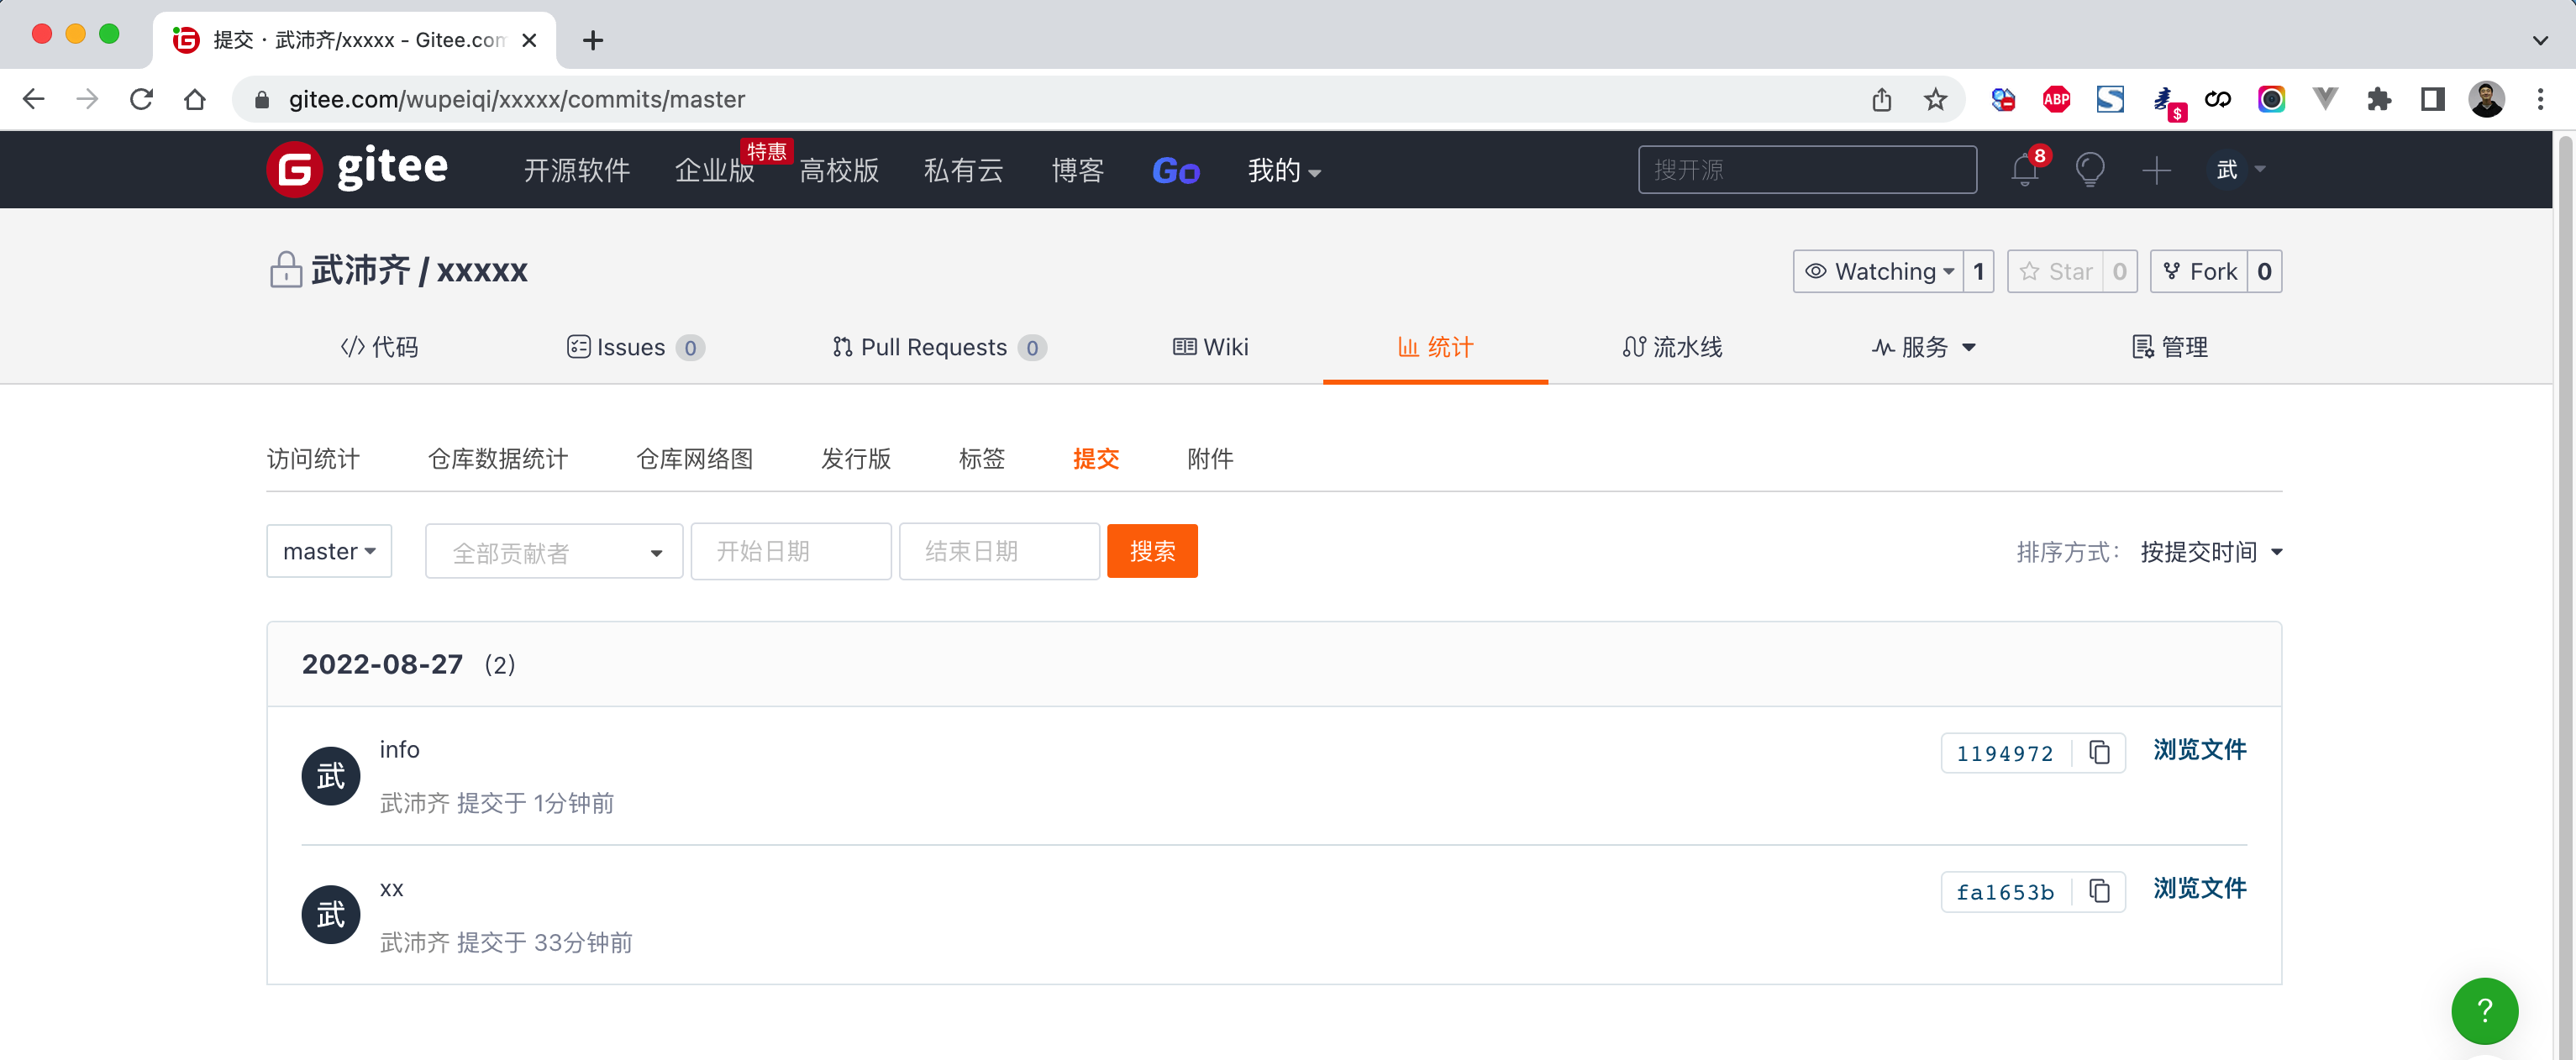 提交 · 武沛齐/xxxxx - Gitee.com
gitee.com/wupeiqi/xxxxx/commits/master
ABP
$
gitee
开源软件
企业版
特惠
高校版
私有云
博客
Go
我的
搜开源
8
武
武沛齐 / xxxxx
Watching 1
Star 0
Fork 0
代码
Issues 0
Pull Requests 0
Wiki
统计
流水线
服务
管理
访问统计
仓库数据统计
仓库网络图
发行版
标签
提交
附件
master
全部贡献者
开始日期
结束日期
搜索
排序方式： 按提交时间
2022-08-27 (2)
武
info
武沛齐 提交于 1分钟前
1194972
浏览文件
武
xx
武沛齐 提交于 33分钟前
fa1653b
浏览文件
?